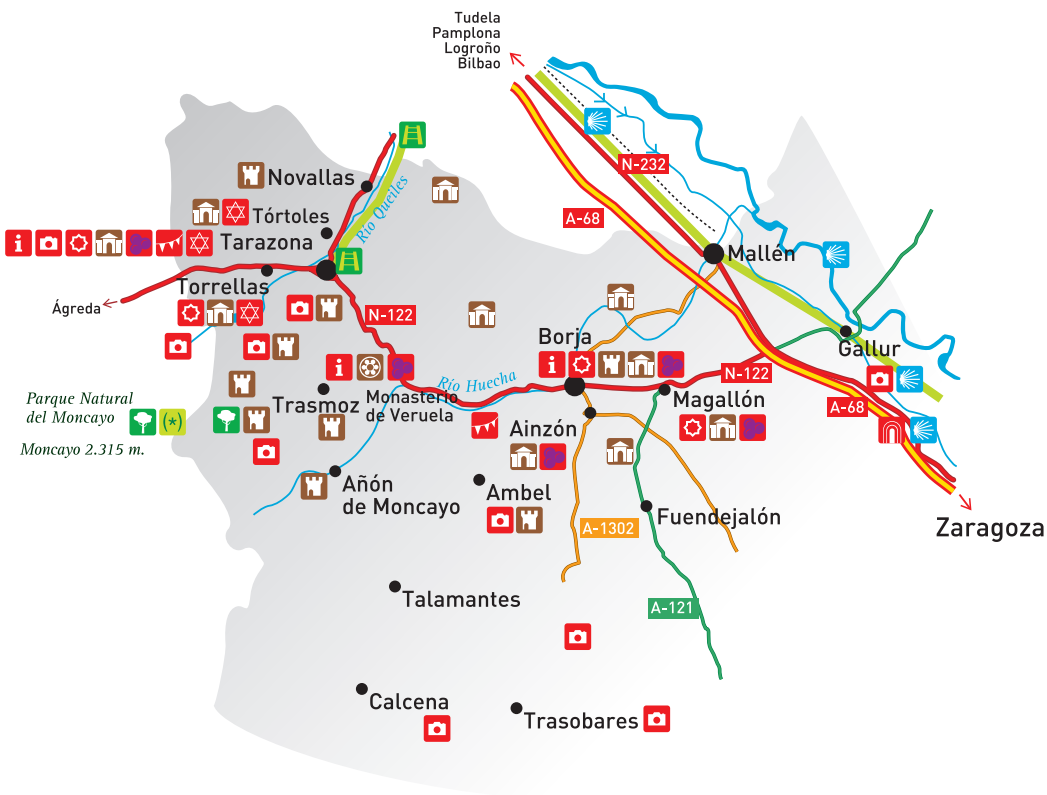 Tudela
Pamplona
Logroño
Bilbao
N-232
Novallas
Río Queiles
A-68
Tórtoles
Tarazona
Mallén
Torrellas
Ágreda
N-122
Borja
Gallur
N-122
Río Huecha
Parque Natural
del Moncayo
(*)
Moncayo 2.315 m.
Trasmoz
Monasterio
de Veruela
Magallón
A-68
Ainzón
Añón
de Moncayo
Ambel
Fuendejalón
A-1302
Zaragoza
Talamantes
A-121
Calcena
Trasobares